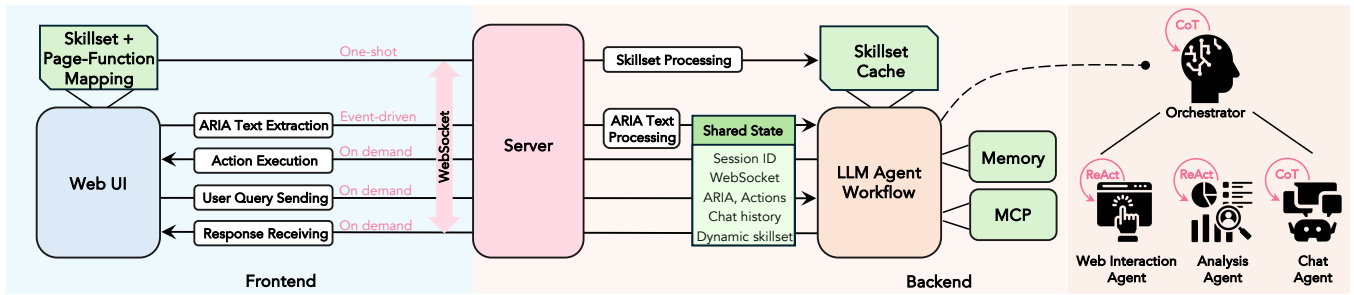 Skillset +
Page-Function
Mapping
One-shot
Skillset Processing
Skillset
Cache
CoT
Orchestrator
Web UI
ARIA Text Extraction
Event-driven
Action Execution
On demand
User Query Sending
On demand
Response Receiving
On demand
WebSocket
Server
ARIA Text
Processing
Shared State
Session ID
WebSocket
ARIA, Actions
Chat history
Dynamic skillset
LLM Agent
Workflow
Memory
MCP
ReAct
ReAct
CoT
Web Interaction
Agent
Analysis
Agent
Chat
Agent
Frontend
Backend